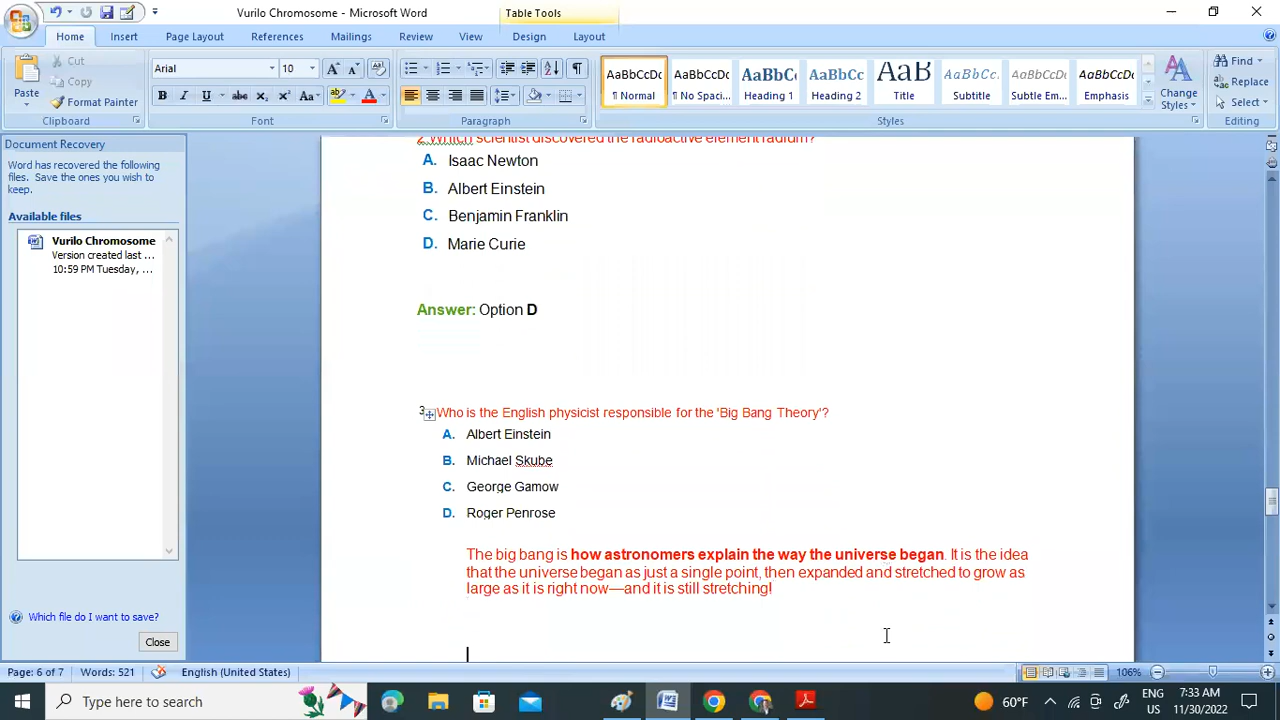 Vurilo Chromosome - Microsoft Word
Table Tools
Home Insert Page Layout References Mailings Review View Design Layout
Paste
Cut
Copy
Format Painter
Clipboard
Arial
10
Font
Paragraph
AaBbCcDc
¶ Normal
AaBbCcDc
¶ No Spaci...
AaBbCc
Heading 1
AaBbCc
Heading 2
AaB
Title
AaBbCc
Subtitle
AaBbCcDc
Subtle Em...
AaBbCcDc
Emphasis
Change
Styles
Styles
Find
Replace
Select
Editing
Document Recovery
Word has recovered the following
files. Save the ones you wish to
keep.
Available files
Vurilo Chromosome
Version created last ...
10:59 PM Tuesday, ...
Which file do I want to save?
Close
2.Which scientist discovered the radioactive element radium?
A. Isaac Newton
B. Albert Einstein
C. Benjamin Franklin
D. Marie Curie
Answer: Option D
3 Who is the English physicist responsible for the 'Big Bang Theory'?
A. Albert Einstein
B. Michael Skube
C. George Gamow
D. Roger Penrose
The big bang is how astronomers explain the way the universe began. It is the idea
that the universe began as just a single point, then expanded and stretched to grow as
large as it is right now—and it is still stretching!
Page: 6 of 7 Words: 521 English (United States) 106%
Type here to search
60°F
ENG
US
7:33 AM
11/30/2022